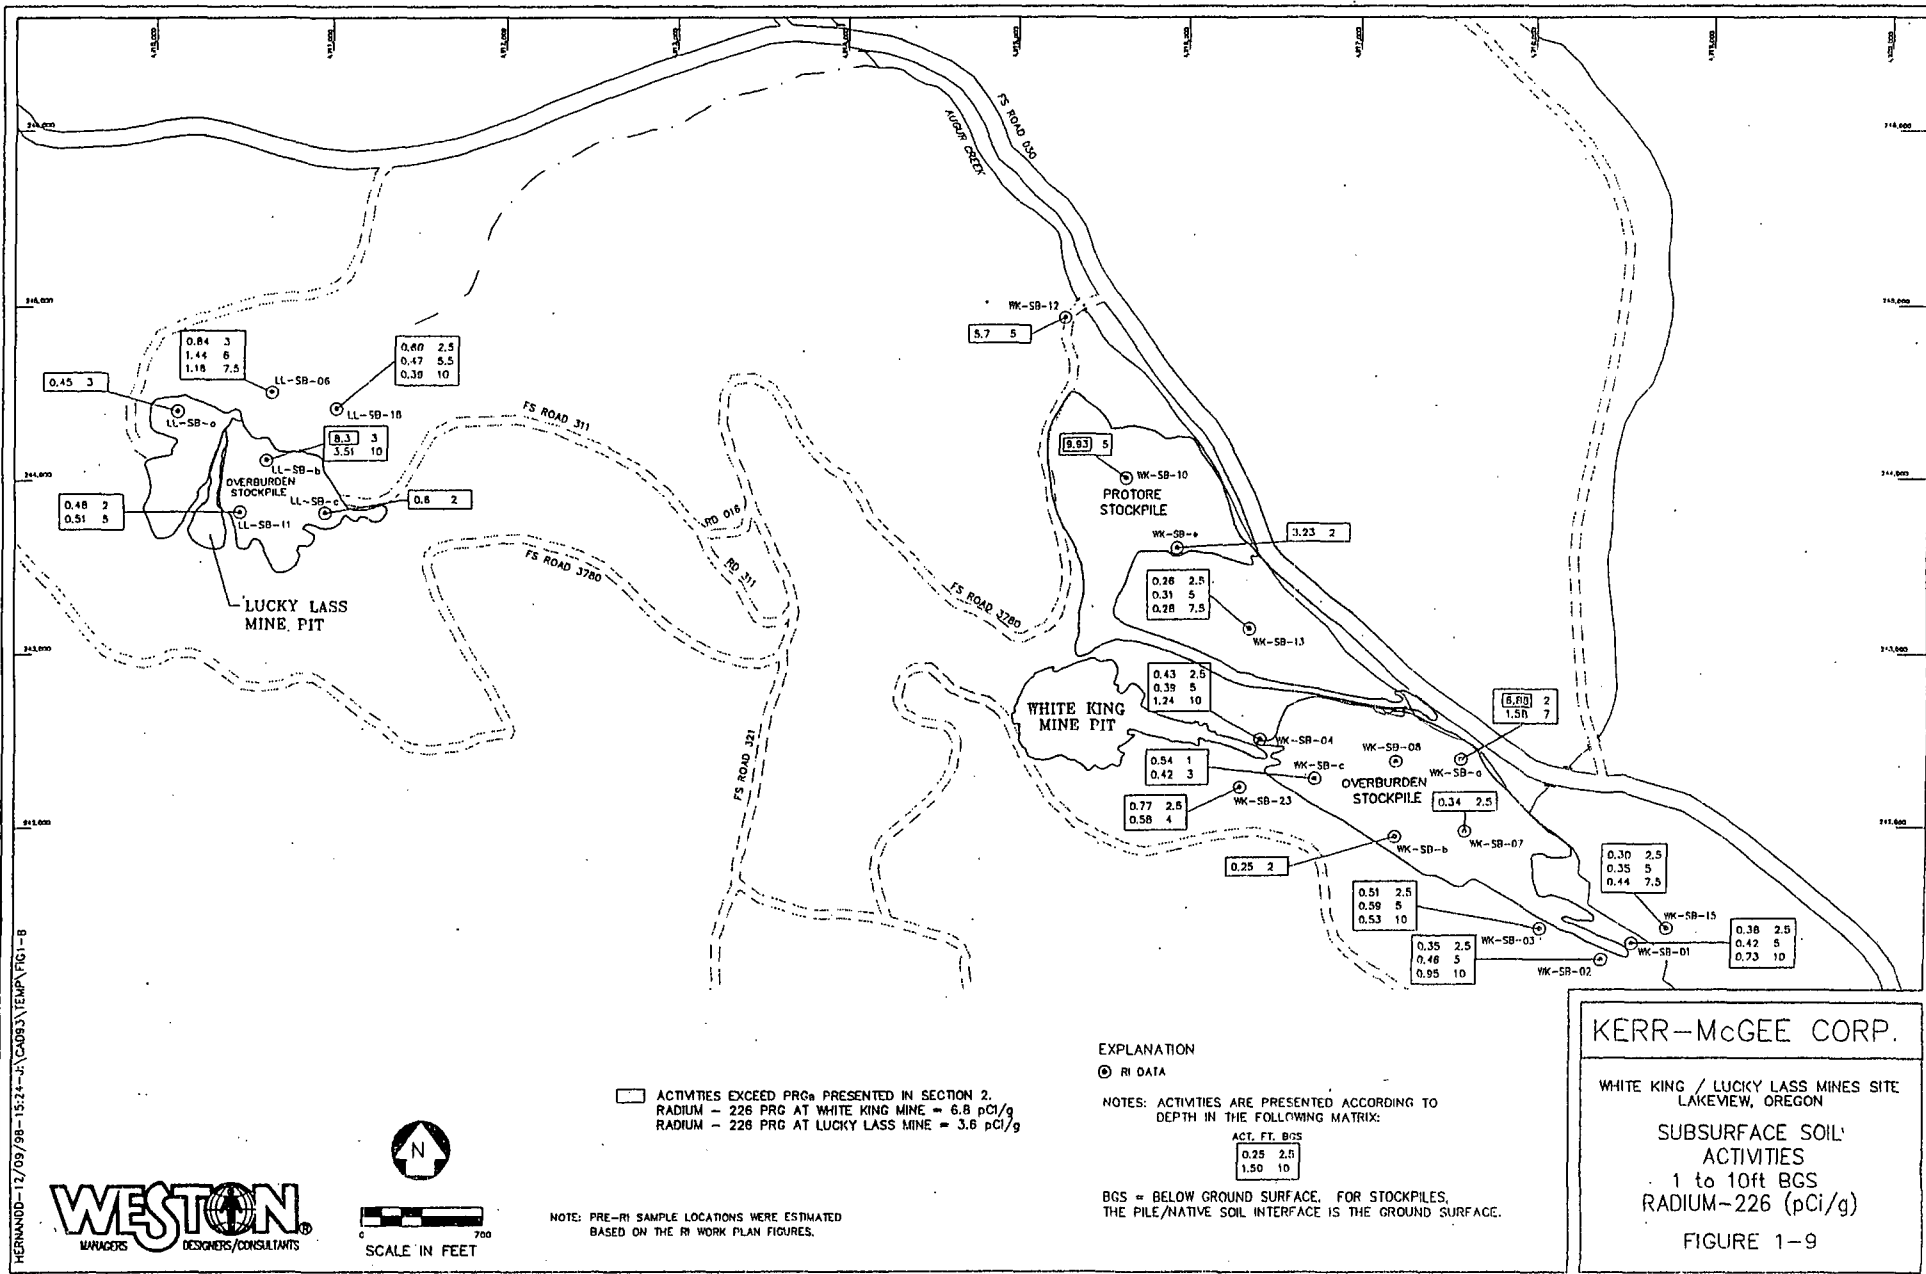 FS ROAD 030
AUGUR CREEK
WK-SB-12
5.7 5
0.84 3
1.44 6
1.18 7.5
0.60 2.5
0.47 5.5
0.39 10
0.45 3
LL-SB-06
LL-SB-18
LL-SB-a
8.3 3
3.51 10
LL-SB-b
OVERBURDEN
STOCKPILE
LL-SB-c
0.6 2
0.48 2
0.51 5
LL-SB-11
LUCKY LASS
MINE PIT
FS ROAD 311
RD 016
RD 311
FS ROAD 3780
FS ROAD 3780
FS ROAD 321
9.93 5
WK-SB-10
PROTORE
STOCKPILE
WK-SB-e
3.23 2
0.26 2.5
0.31 5
0.28 7.5
WK-SB-13
0.43 2.5
0.39 5
1.24 10
WHITE KING
MINE PIT
WK-SB-04
6.88 2
1.58 7
WK-SB-08
WK-SB-a
0.54 1
0.42 3
WK-SB-c
OVERBURDEN
STOCKPILE
0.77 2.5
0.58 4
WK-SB-23
0.34 2.5
WK-SB-07
WK-SB-b
0.25 2
0.30 2.5
0.35 5
0.44 7.5
WK-SB-15
0.51 2.5
0.59 5
0.53 10
WK-SB-03
0.35 2.5
0.46 5
0.95 10
WK-SB-02
WK-SB-01
0.38 2.5
0.42 5
0.73 10
HERNANDD-12/09/98-15:24-J:\CAD93\TEMP\FIG1-8
EXPLANATION
RI DATA
ACTIVITIES EXCEED PRGs PRESENTED IN SECTION 2.
RADIUM - 226 PRG AT WHITE KING MINE = 6.8 pCi/g
RADIUM - 226 PRG AT LUCKY LASS MINE = 3.6 pCi/g
NOTES: ACTIVITIES ARE PRESENTED ACCORDING TO
DEPTH IN THE FOLLOWING MATRIX:
ACT. FT. BGS
0.25 2.5
1.50 10
BGS = BELOW GROUND SURFACE. FOR STOCKPILES,
THE PILE/NATIVE SOIL INTERFACE IS THE GROUND SURFACE.
N
WESTON®
MANAGERS DESIGNERS/CONSULTANTS
0 700
SCALE IN FEET
NOTE: PRE-RI SAMPLE LOCATIONS WERE ESTIMATED
BASED ON THE RI WORK PLAN FIGURES.
KERR-McGEE CORP.
WHITE KING / LUCKY LASS MINES SITE
LAKEVIEW, OREGON
SUBSURFACE SOIL
ACTIVITIES
1 to 10ft BGS
RADIUM-226 (pCi/g)
FIGURE 1-9